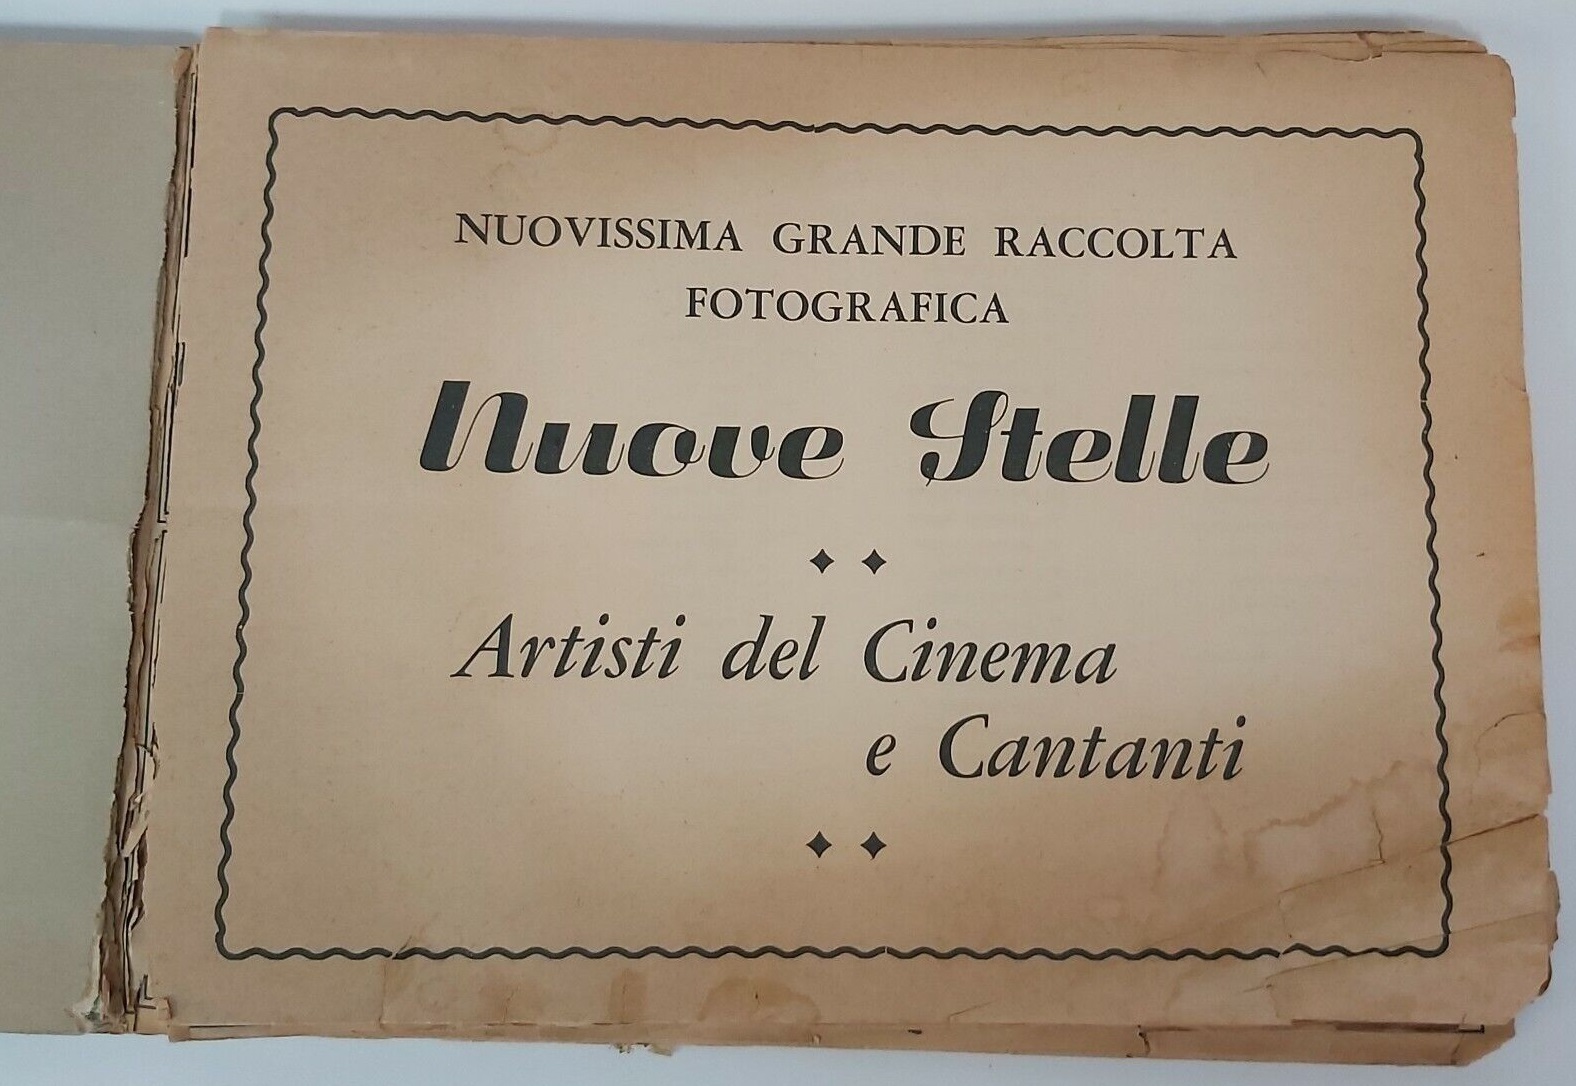 NUOVISSIMA GRANDE RACCOLTA
FOTOGRAFICA
Nuove Stelle
Artisti del Cinema
e Cantanti